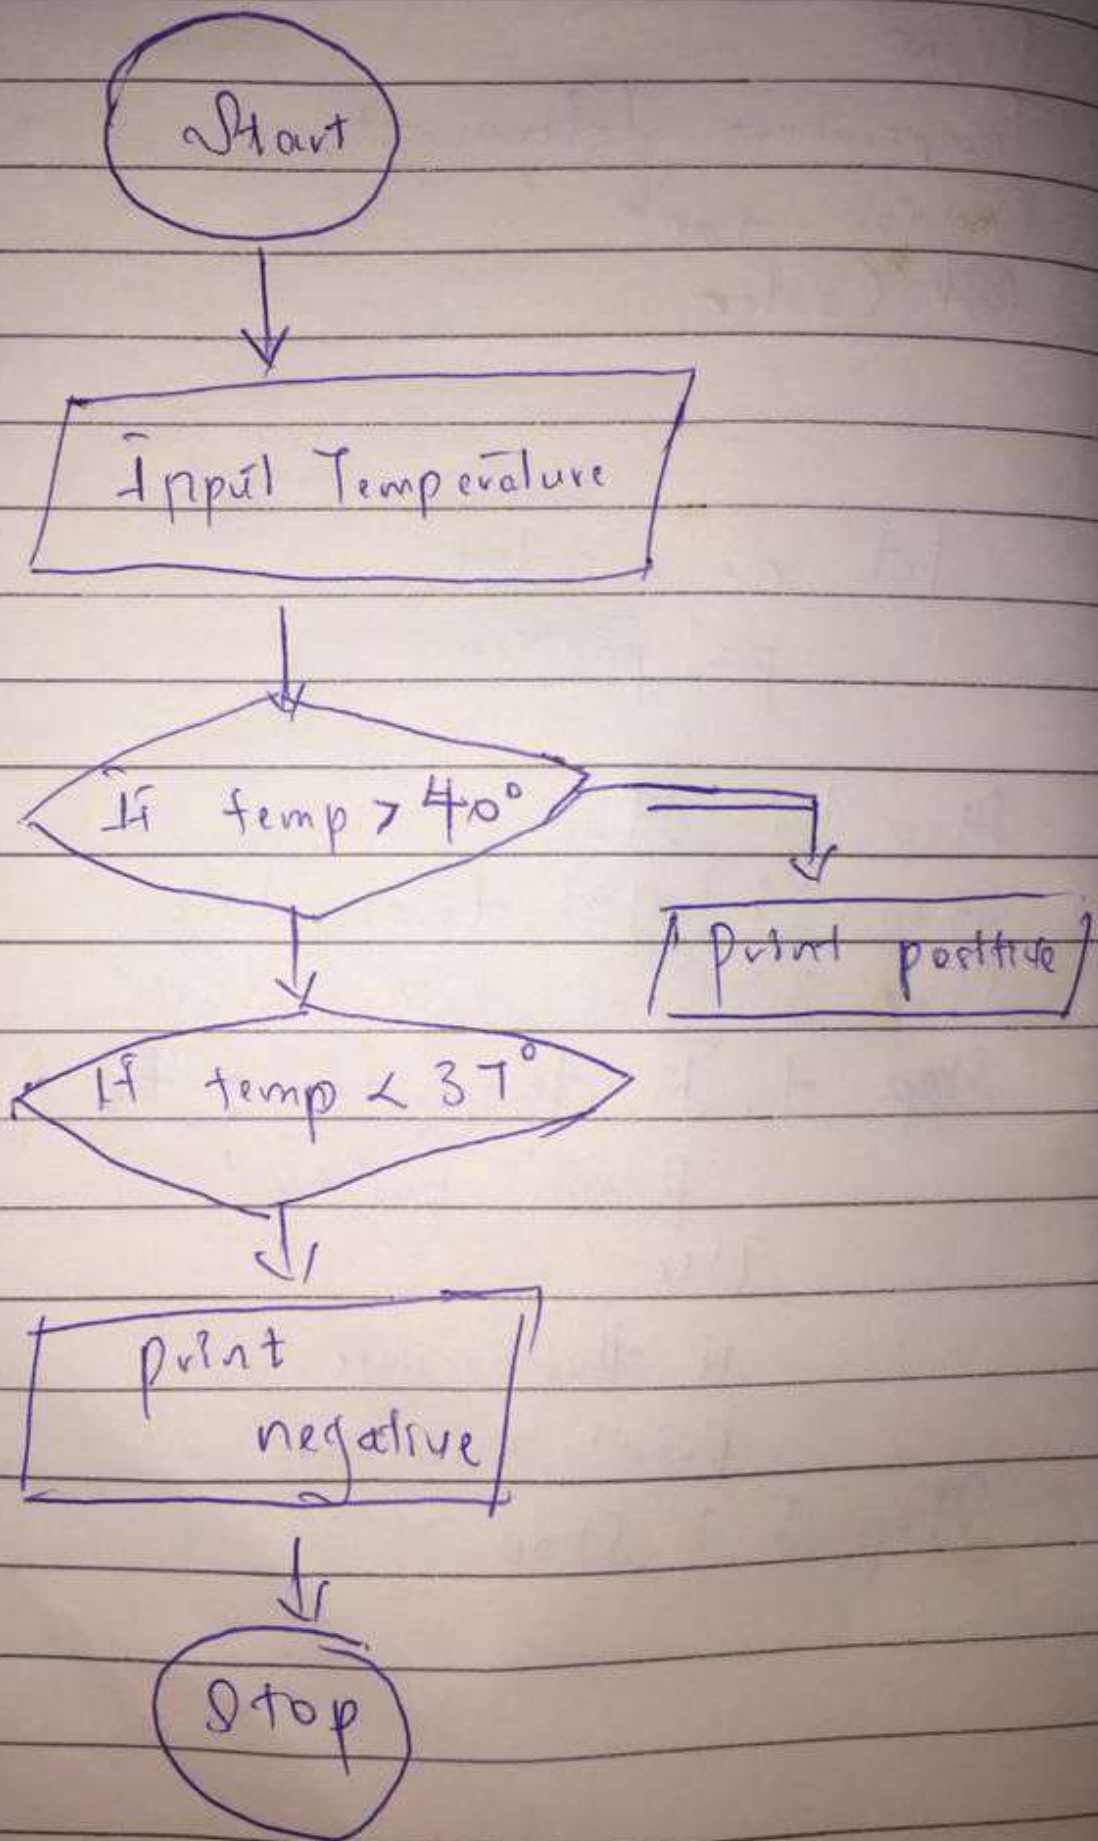 Start
Input Temperature
If temp > 40°
print positive
If temp < 37°
print
negative
Stop